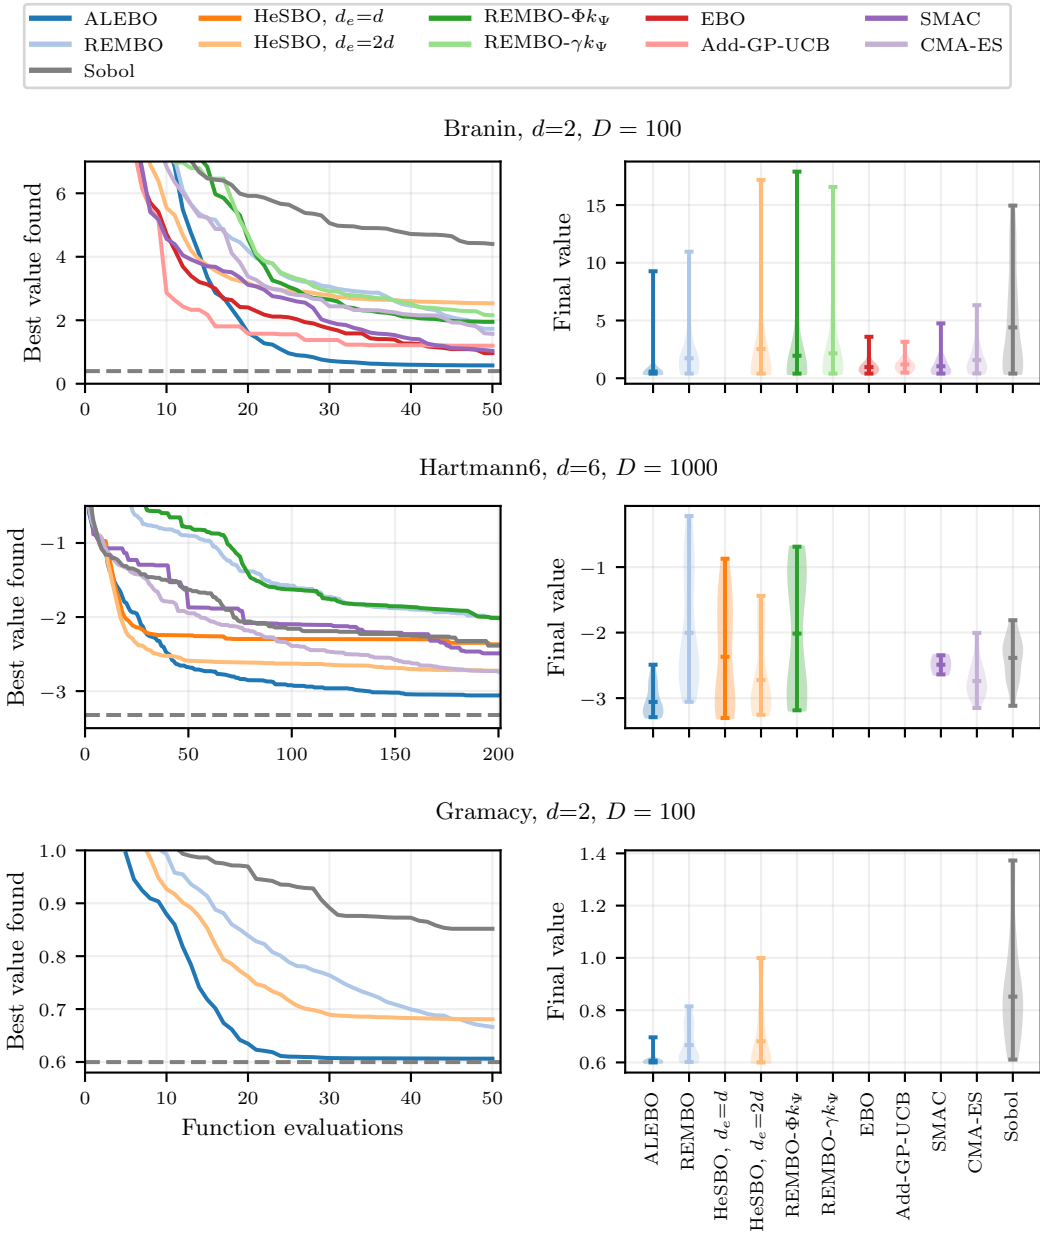 ALEBO HeSBO, dₑ=d REMBO-Φk_Ψ EBO SMAC
REMBO HeSBO, dₑ=2d REMBO-γk_Ψ Add-GP-UCB CMA-ES
Sobol
Branin, d=2, D = 100
Best value found
6
4
2
0
0 10 20 30 40 50
Final value
15
10
5
0
Hartmann6, d=6, D = 1000
Best value found
−1
−2
−3
0 50 100 150 200
Final value
−1
−2
−3
Gramacy, d=2, D = 100
Best value found
1.0
0.9
0.8
0.7
0.6
0 10 20 30 40 50
Function evaluations
Final value
1.4
1.2
1.0
0.8
0.6
ALEBO
REMBO
HeSBO, dₑ=d
HeSBO, dₑ=2d
REMBO-Φk_Ψ
REMBO-γk_Ψ
EBO
Add-GP-UCB
SMAC
CMA-ES
Sobol